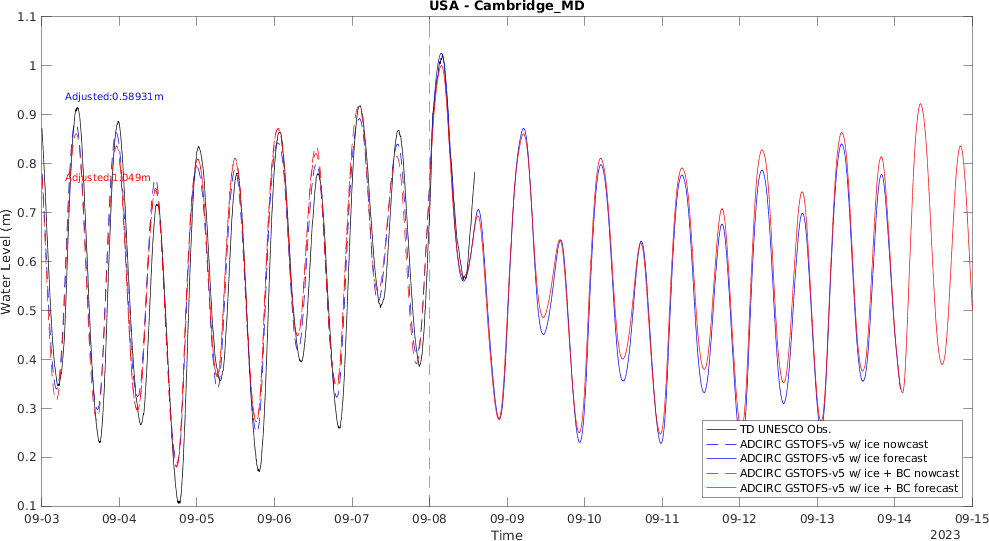 USA - Cambridge_MD
Water Level (m)
1.1
1
0.9
0.8
0.7
0.6
0.5
0.4
0.3
0.2
0.1
Adjusted:0.58931m
Adjusted:1.049m
TD UNESCO Obs.
ADCIRC GSTOFS-v5 w/ ice nowcast
ADCIRC GSTOFS-v5 w/ ice forecast
ADCIRC GSTOFS-v5 w/ ice + BC nowcast
ADCIRC GSTOFS-v5 w/ ice + BC forecast
09-03 09-04 09-05 09-06 09-07 09-08 09-09 09-10 09-11 09-12 09-13 09-14 09-15
Time
2023